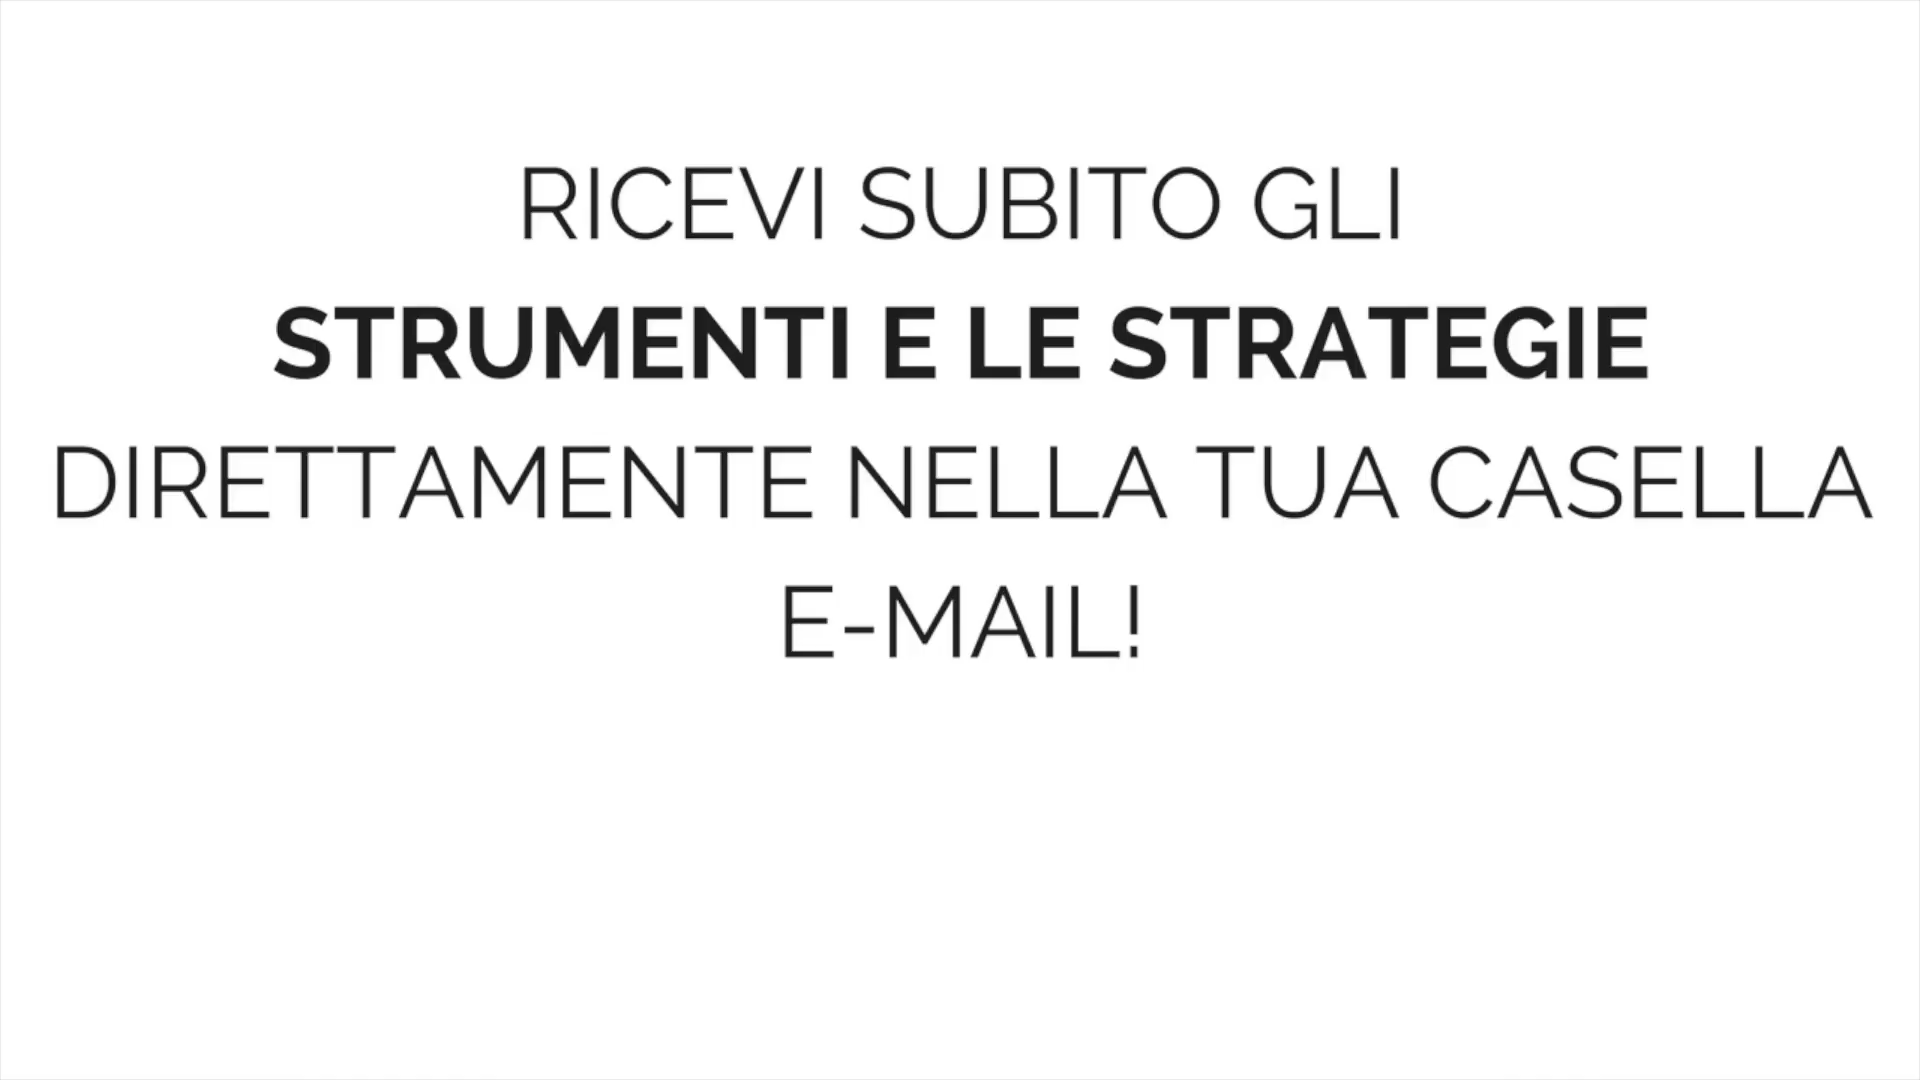 RICEVI SUBITO GLI
STRUMENTI E LE STRATEGIE
DIRETTAMENTE NELLA TUA CASELLA
E-MAIL!